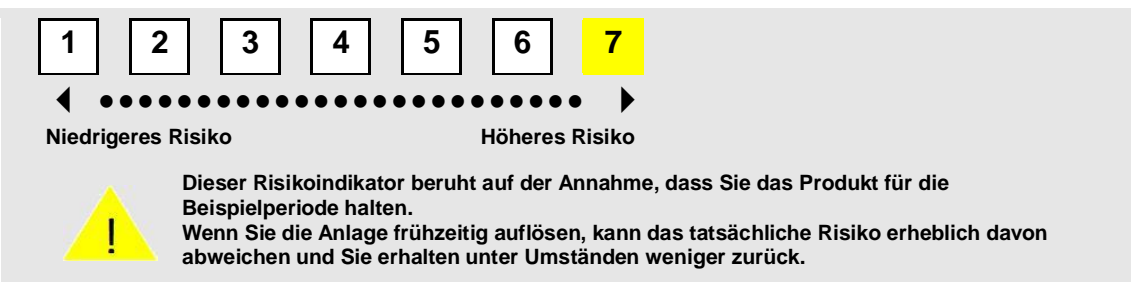 1 2 3 4 5 6 7
Niedrigeres Risiko Höheres Risiko
Dieser Risikoindikator beruht auf der Annahme, dass Sie das Produkt für die
Beispielperiode halten.
!
Wenn Sie die Anlage frühzeitig auflösen, kann das tatsächliche Risiko erheblich davon
abweichen und Sie erhalten unter Umständen weniger zurück.